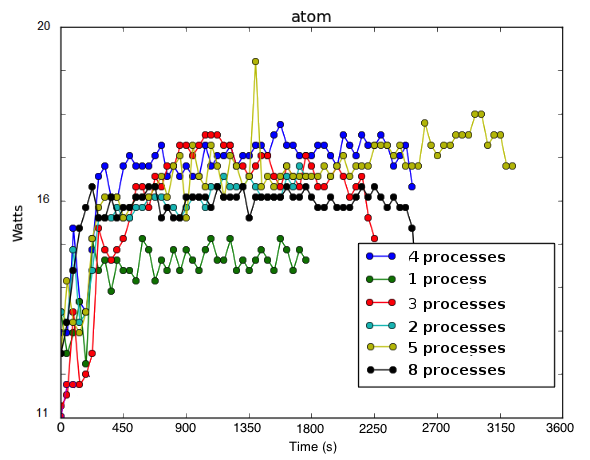 atom
20
16
11
Watts
4 processes
1 process
3 processes
2 processes
5 processes
8 processes
0 450 900 1350 1800 2250 2700 3150 3600
Time (s)